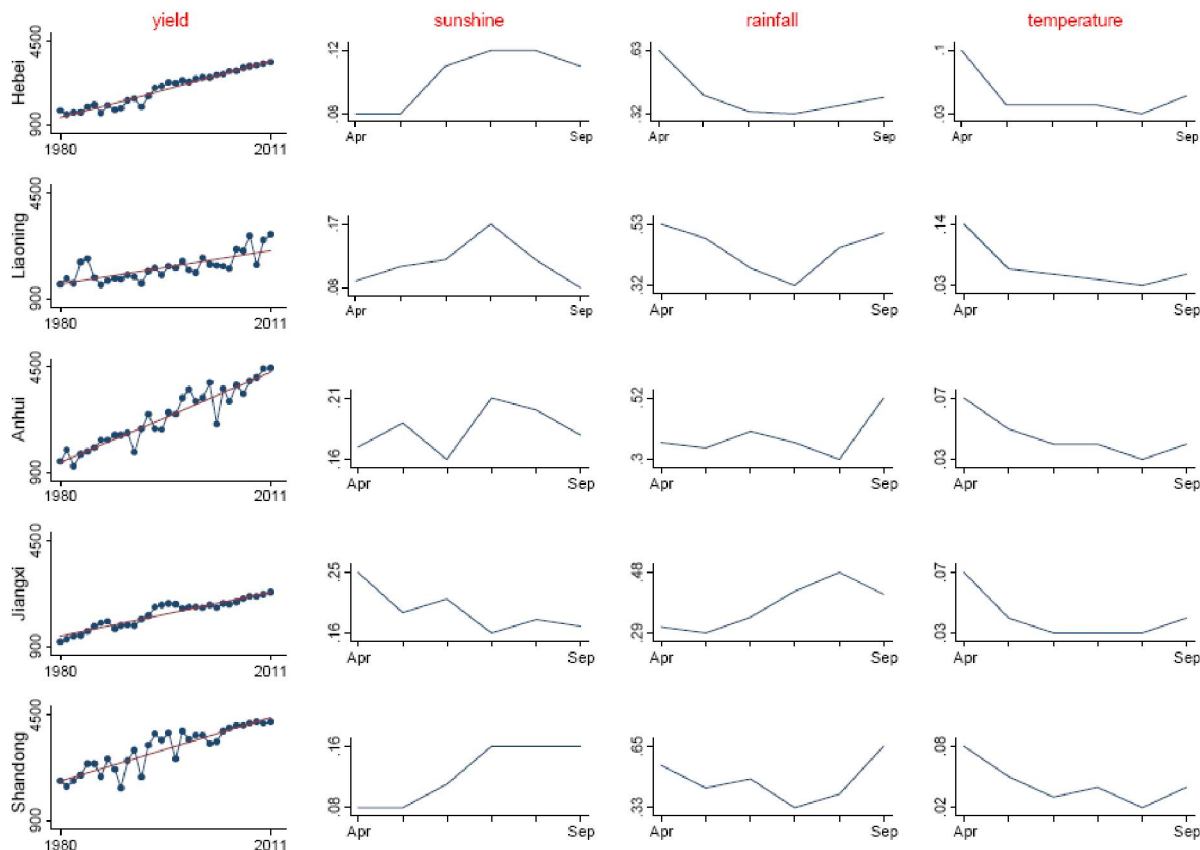 yield sunshine rainfall temperature
Hebei
4500
900
1980 2011
.12
.08
Apr Sep
.63
.32
Apr Sep
.1
.03
Apr Sep
Liaoning
4500
900
1980 2011
.17
.08
Apr Sep
.53
.32
Apr Sep
.14
.03
Apr Sep
Anhui
4500
900
1980 2011
.21
.16
Apr Sep
.52
.3
Apr Sep
.07
.03
Apr Sep
Jiangxi
4500
900
1980 2011
.25
.16
Apr Sep
.48
.29
Apr Sep
.07
.03
Apr Sep
Shandong
4500
900
1980 2011
.16
.08
Apr Sep
.65
.33
Apr Sep
.08
.02
Apr Sep